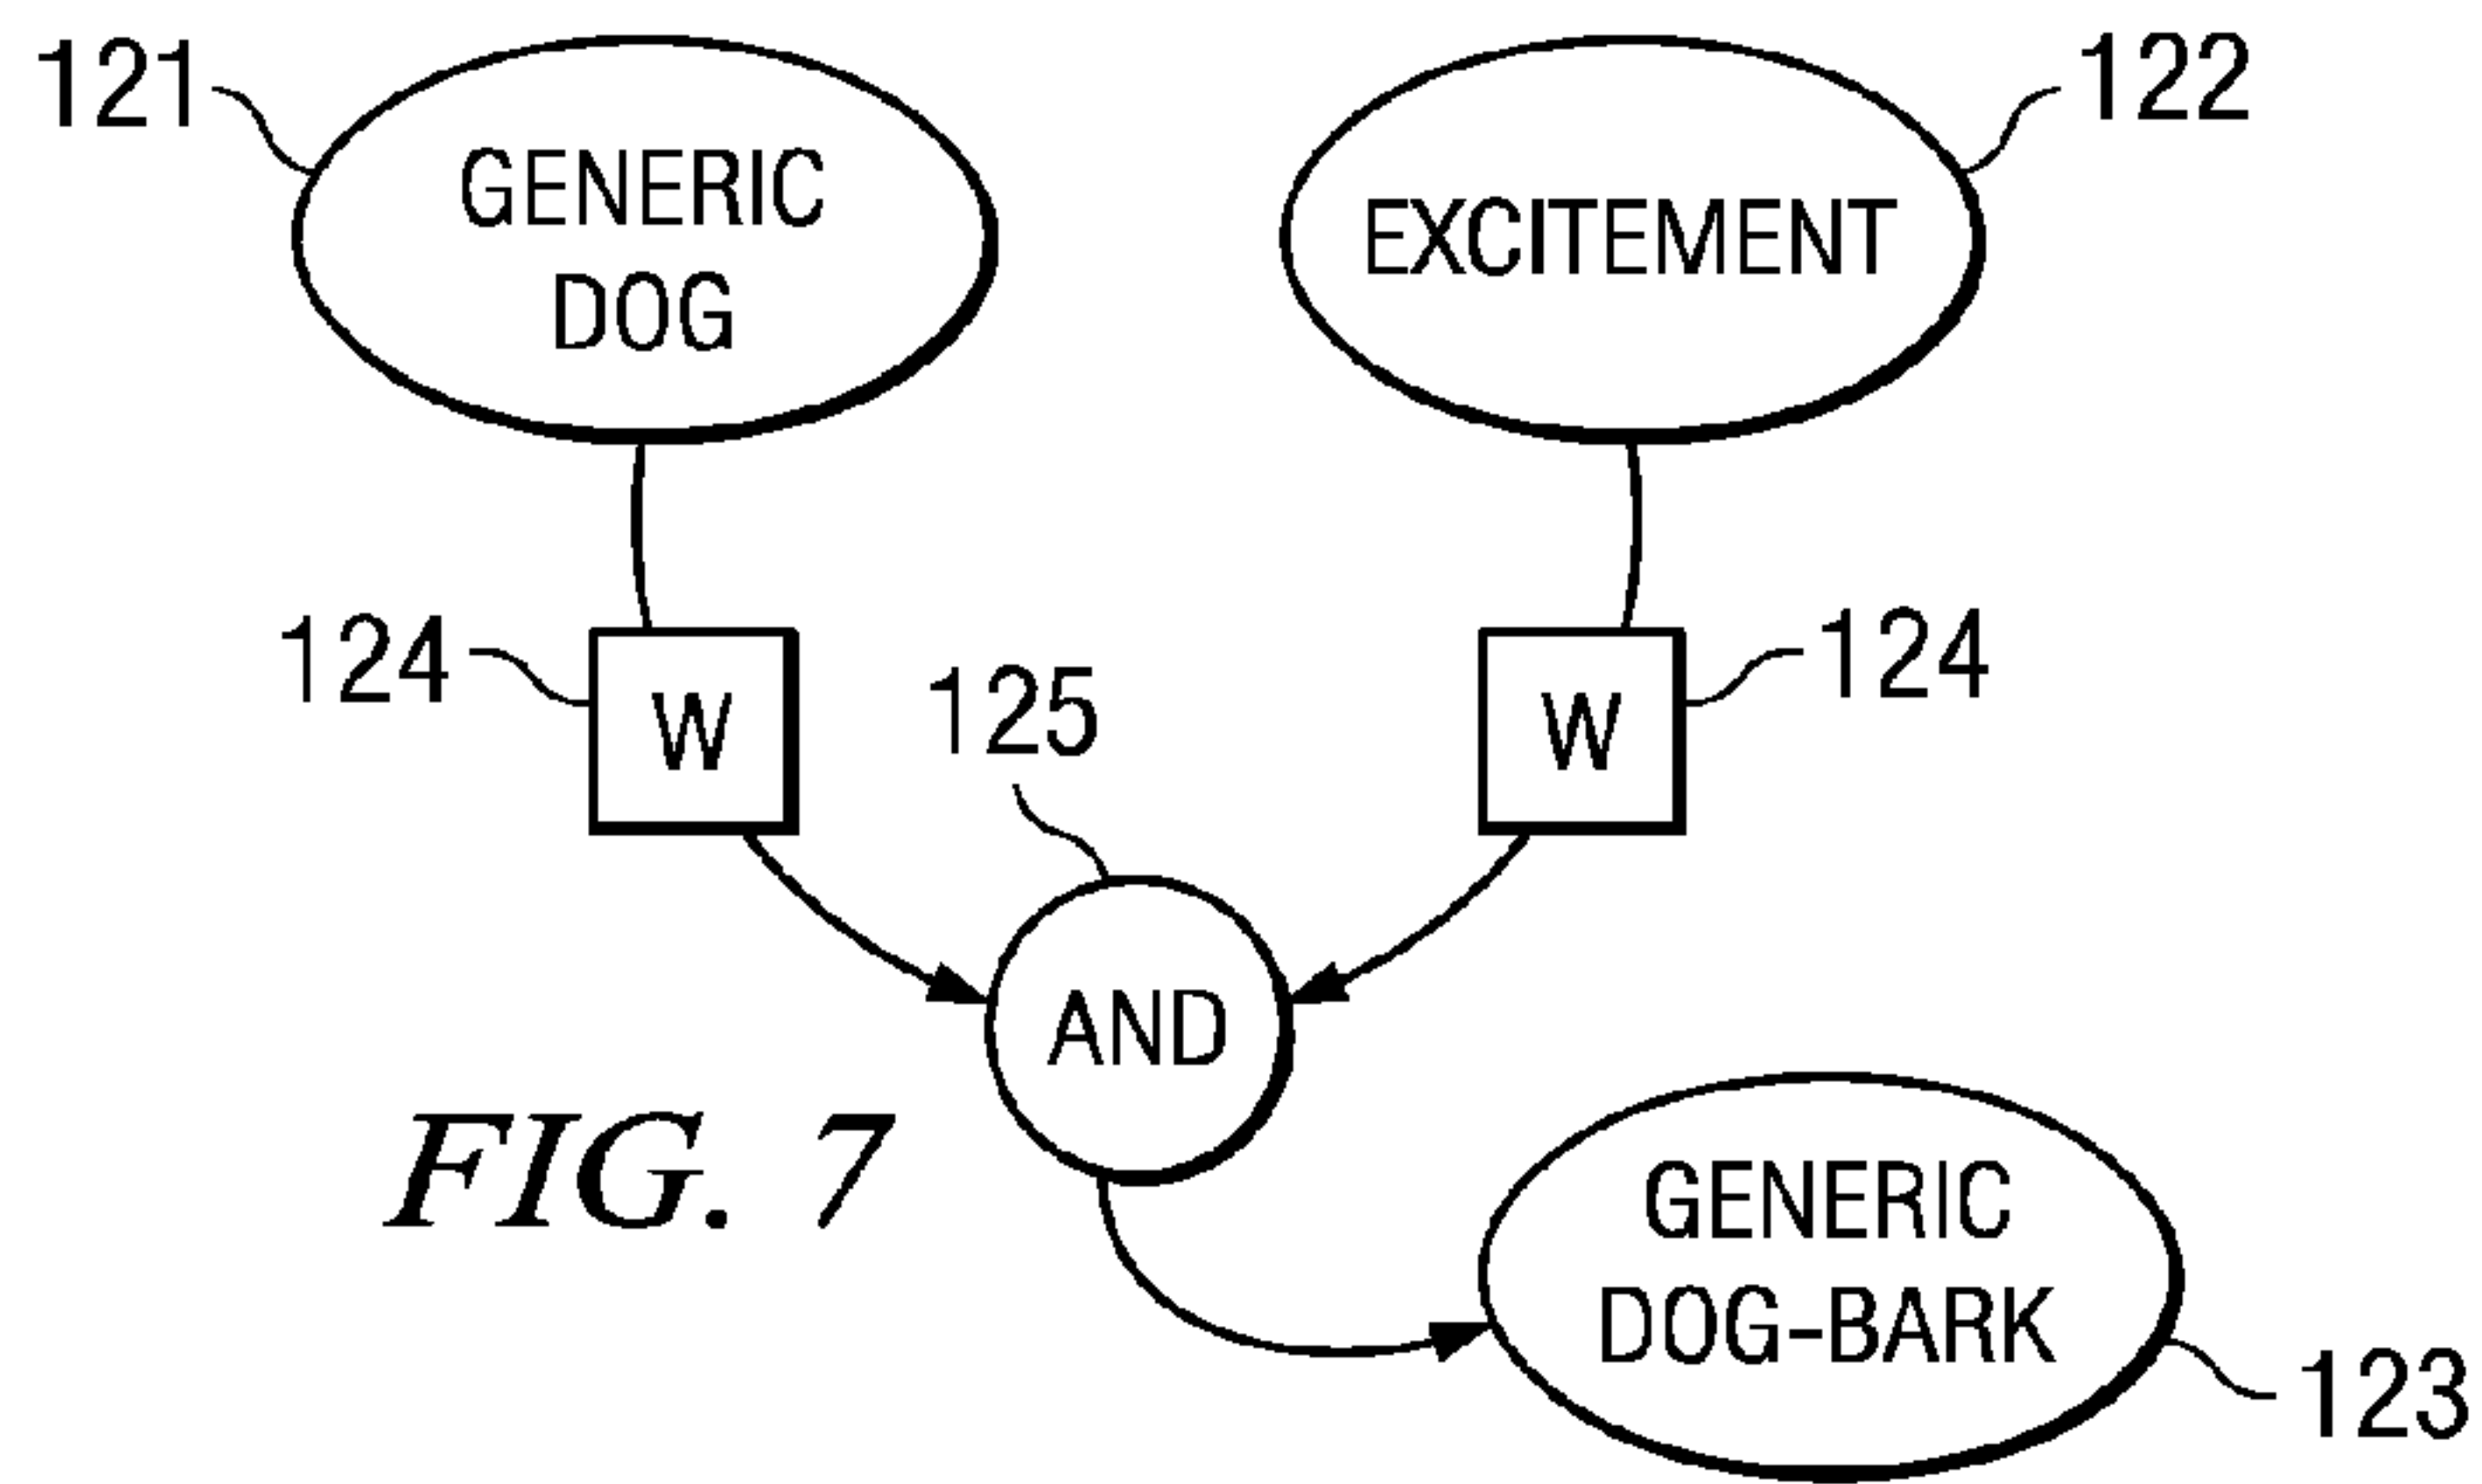 121
GENERIC
DOG
EXCITEMENT
122
124
W
125
W
124
AND
FIG. 7
GENERIC
DOG-BARK
123